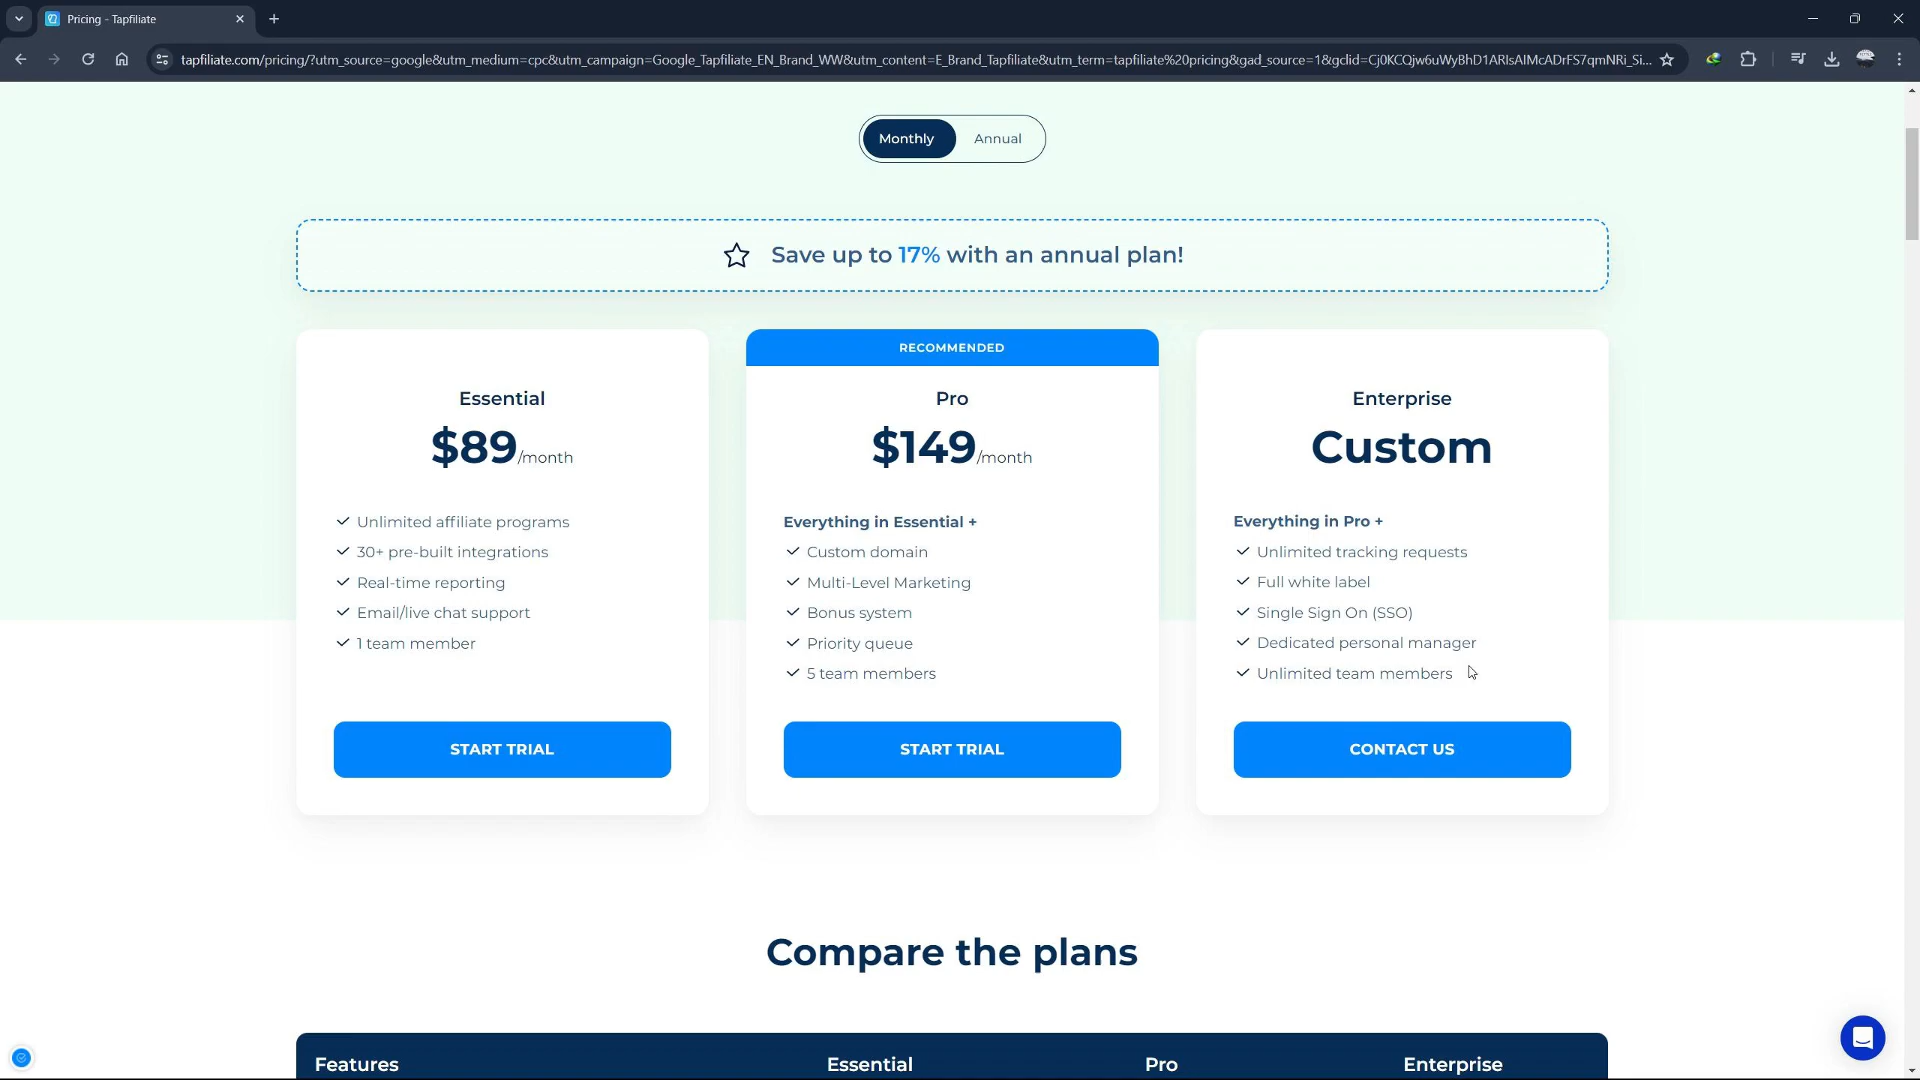 Pricing - Tapfiliate
tapfiliate.com/pricing/?utm_source=google&utm_medium=cpc&utm_campaign=Google_Tapfiliate_EN_Brand_WW&utm_content=E_Brand_Tapfiliate&utm_term=tapfiliate%20pricing&gad_source=1&gclid=Cj0KCQjw6uWyBhD1ARIsAIMcADrFS7qmNRi_Si...
Monthly
Annual
Save up to 17% with an annual plan!
Essential
$89/month
Unlimited affiliate programs
30+ pre-built integrations
Real-time reporting
Email/live chat support
1 team member
START TRIAL
RECOMMENDED
Pro
$149/month
Everything in Essential +
Custom domain
Multi-Level Marketing
Bonus system
Priority queue
5 team members
START TRIAL
Enterprise
Custom
Everything in Pro +
Unlimited tracking requests
Full white label
Single Sign On (SSO)
Dedicated personal manager
Unlimited team members
CONTACT US
Compare the plans
Features
Essential
Pro
Enterprise